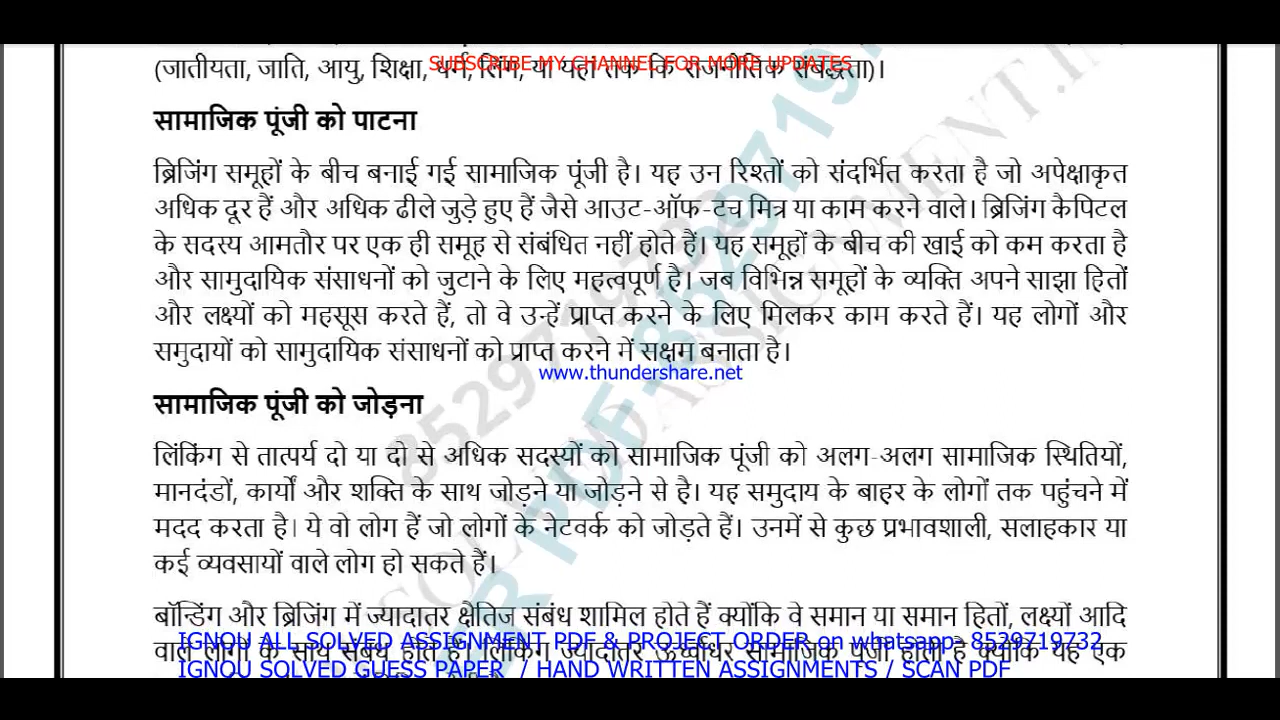 (जातीयता, जाति, आयु, शिक्षा, धर्म, लिंग, या यहां तक कि राजनीतिक संबद्धता)।
SUBSCRIBE MY CHANNEL FOR MORE UPDATES
सामाजिक पूंजी को पाटना
ब्रिजिंग समूहों के बीच बनाई गई सामाजिक पूंजी है। यह उन रिश्तों को संदर्भित करता है जो अपेक्षाकृत
अधिक दूर हैं और अधिक ढीले जुड़े हुए हैं जैसे आउट-ऑफ-टच मित्र या काम करने वाले। ब्रिजिंग कैपिटल
के सदस्य आमतौर पर एक ही समूह से संबंधित नहीं होते हैं। यह समूहों के बीच की खाई को कम करता है
और सामुदायिक संसाधनों को जुटाने के लिए महत्वपूर्ण है। जब विभिन्न समूहों के व्यक्ति अपने साझा हितों
और लक्ष्यों को महसूस करते हैं, तो वे उन्हें प्राप्त करने के लिए मिलकर काम करते हैं। यह लोगों और
समुदायों को सामुदायिक संसाधनों को प्राप्त करने में सक्षम बनाता है।
www.thundershare.net
सामाजिक पूंजी को जोड़ना
लिंकिंग से तात्पर्य दो या दो से अधिक सदस्यों को सामाजिक पूंजी को अलग-अलग सामाजिक स्थितियों,
मानदंडों, कार्यों और शक्ति के साथ जोड़ने या जोड़ने से है। यह समुदाय के बाहर के लोगों तक पहुंचने में
मदद करता है। ये वो लोग हैं जो लोगों के नेटवर्क को जोड़ते हैं। उनमें से कुछ प्रभावशाली, सलाहकार या
कई व्यवसायों वाले लोग हो सकते हैं।
बॉन्डिंग और ब्रिजिंग में ज्यादातर क्षैतिज संबंध शामिल होते हैं क्योंकि वे समान या समान हितों, लक्ष्यों आदि
वाले लोगों के साथ संबंध होते हैं। लिंकिंग ज्यादातर ऊर्ध्वाधर सामाजिक पूंजी होती है क्योंकि यह एक
IGNOU ALL SOLVED ASSIGNMENT PDF & PROJECT ORDER on whatsapp- 8529719732
IGNOU SOLVED GUESS PAPER / HAND WRITTEN ASSIGNMENTS / SCAN PDF